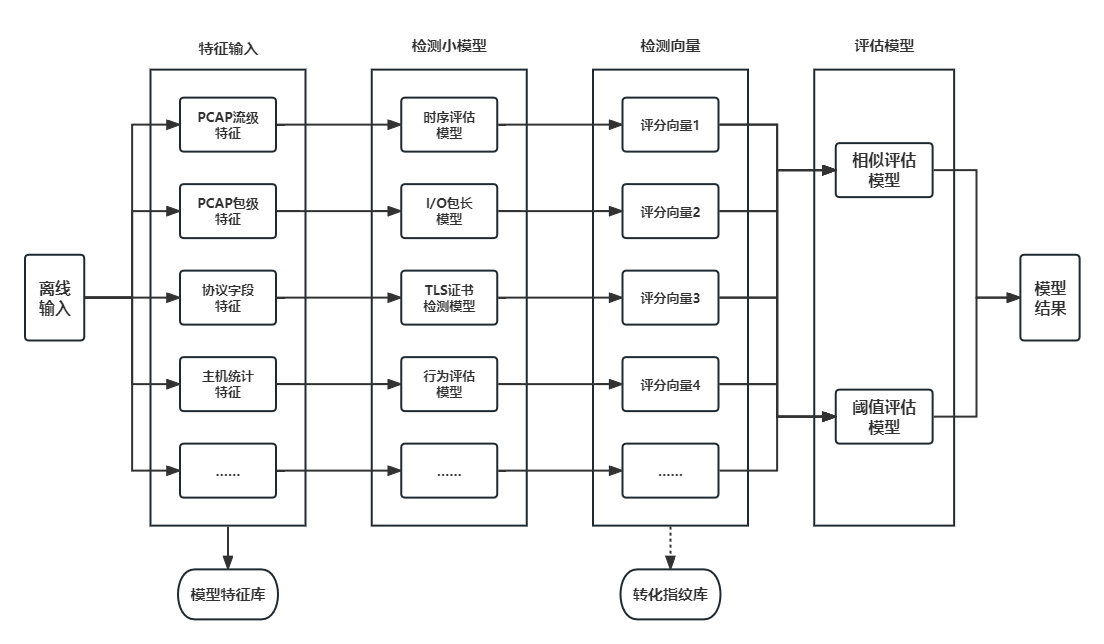 特征输入
检测小模型
检测向量
评估模型
PCAP流级
特征
时序评估
模型
评分向量1
相似评估
模型
PCAP包级
特征
I/O包长
模型
评分向量2
离线
输入
协议字段
特征
TLS证书
检测模型
评分向量3
模型
结果
主机统计
特征
行为评估
模型
评分向量4
阈值评估
模型
......
......
......
模型特征库
转化指纹库